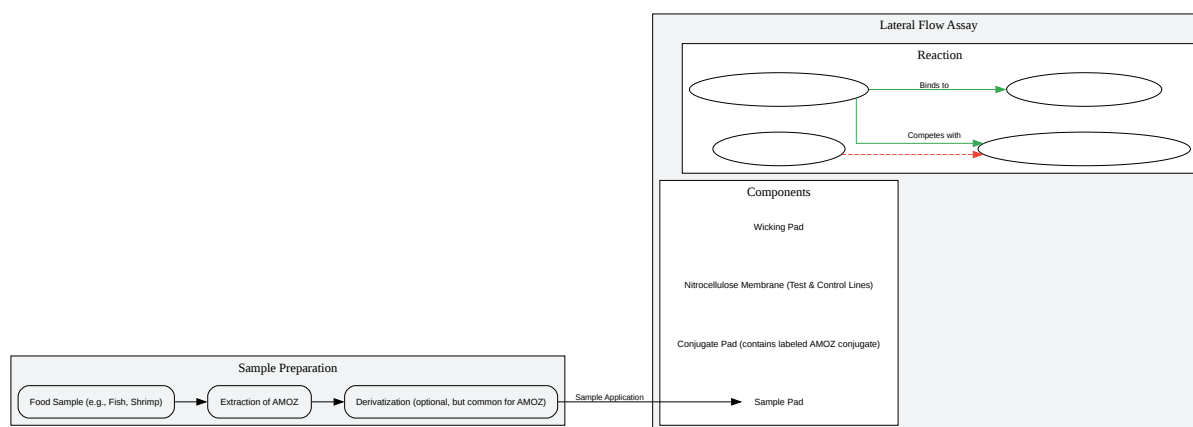 Lateral Flow Assay
Reaction
Binds to
Competes with
Components
Wicking Pad
Nitrocellulose Membrane (Test & Control Lines)
Conjugate Pad (contains labeled AMOZ conjugate)
Sample Pad
Sample Preparation
Food Sample (e.g., Fish, Shrimp)
Extraction of AMOZ
Derivatization (optional, but common for AMOZ)
Sample Application